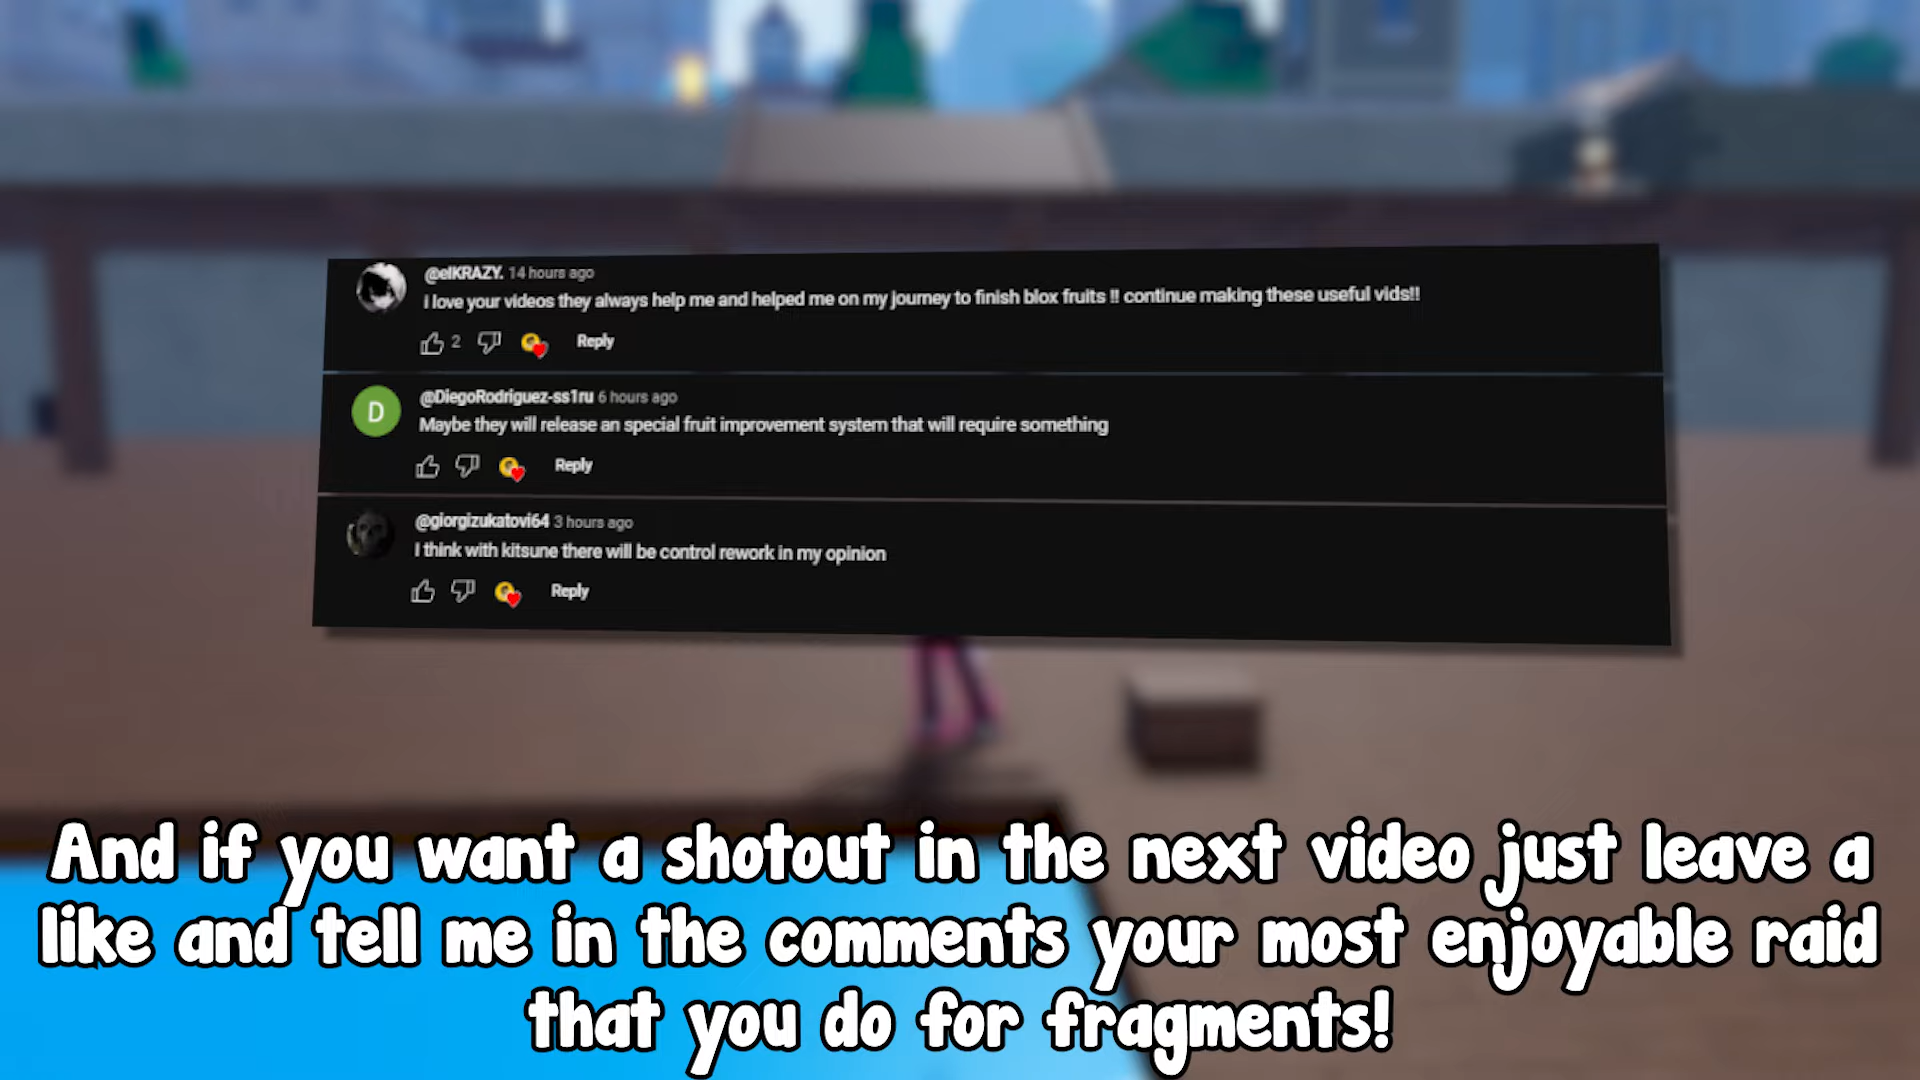 @elKRAZY. 14 hours ago
I love your videos they always help me and helped me on my journey to finish blox fruits !! continue making these useful vids!!
2 Reply
D
@DiegoRodriguez-ss1ru 6 hours ago
Maybe they will release an special fruit improvement system that will require something
Reply
@giorgizukatovi64 3 hours ago
I think with kitsune there will be control rework in my opinion
Reply
And if you want a shotout in the next video just leave a
like and tell me in the comments your most enjoyable raid
that you do for fragments!